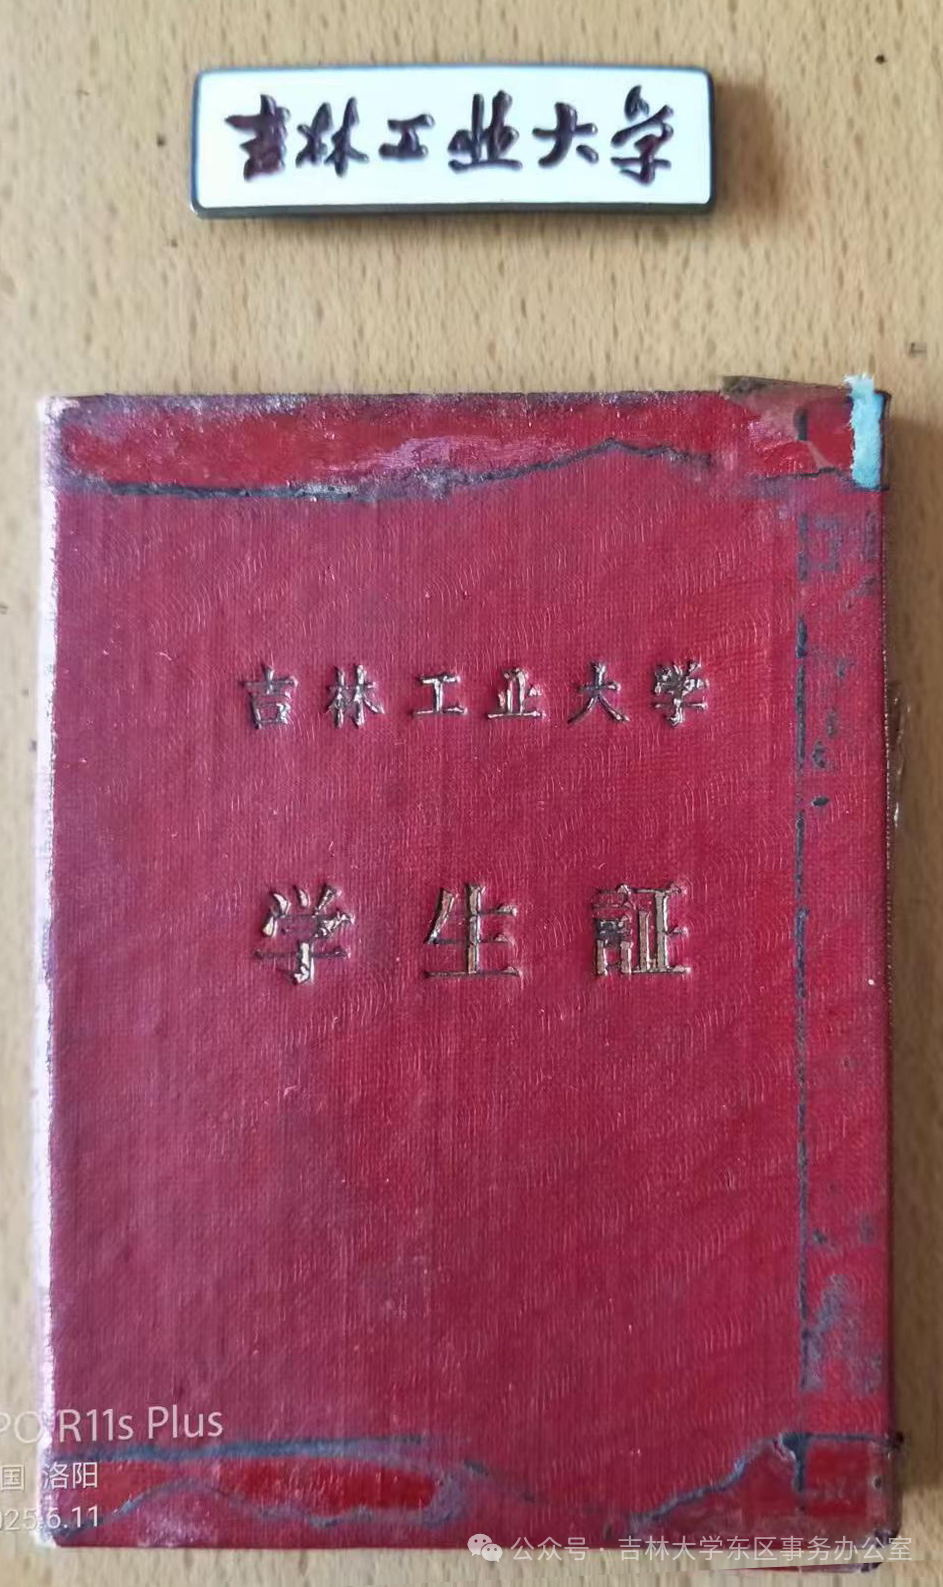 吉林工业大学
吉林工业大学
学生証
PO R11s Plus
国 洛阳
025.6.11
公众号·吉林大学东区事务办公室